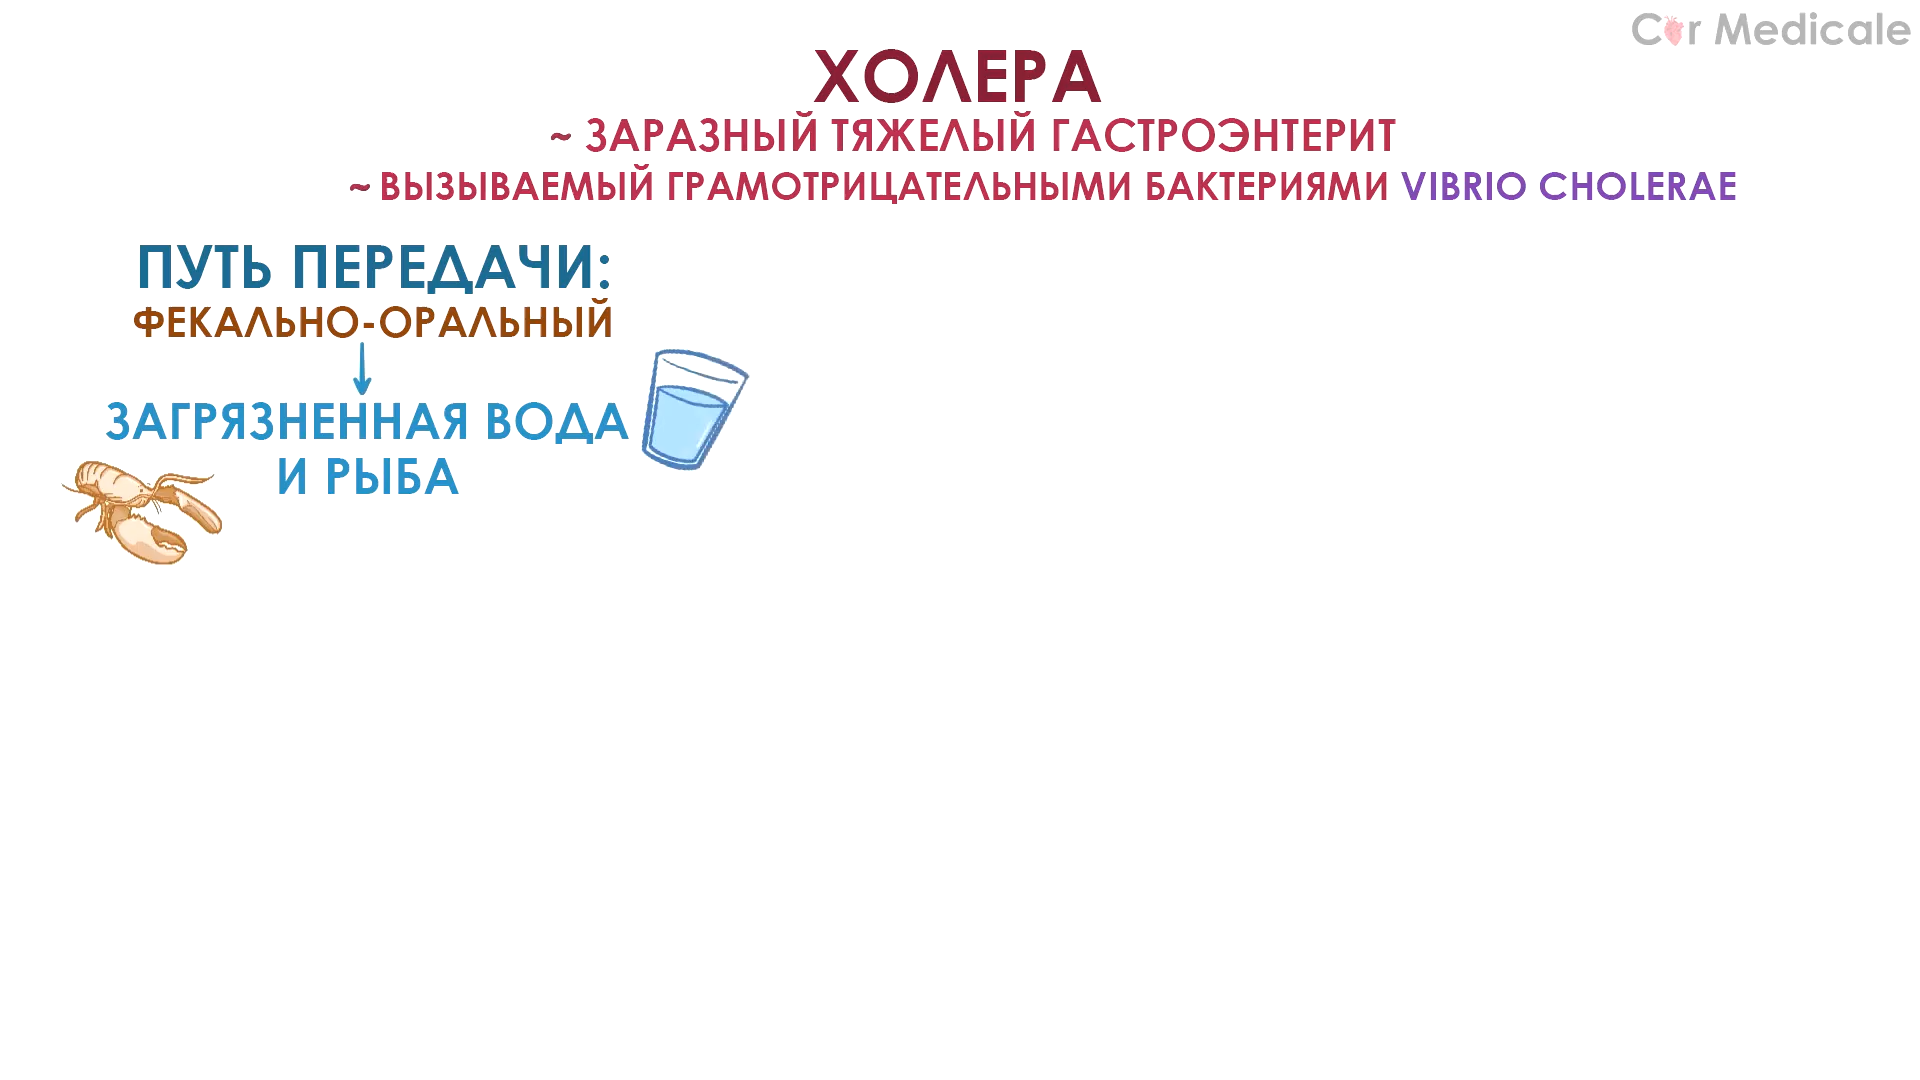 Cor Medicale
ХОЛЕРА
~ ЗАРАЗНЫЙ ТЯЖЕЛЫЙ ГАСТРОЭНТЕРИТ
~ ВЫЗЫВАЕМЫЙ ГРАМОТРИЦАТЕЛЬНЫМИ БАКТЕРИЯМИ VIBRIO CHOLERAE
ПУТЬ ПЕРЕДАЧИ:
ФЕКАЛЬНО-ОРАЛЬНЫЙ
ЗАГРЯЗНЕННАЯ ВОДА
И РЫБА